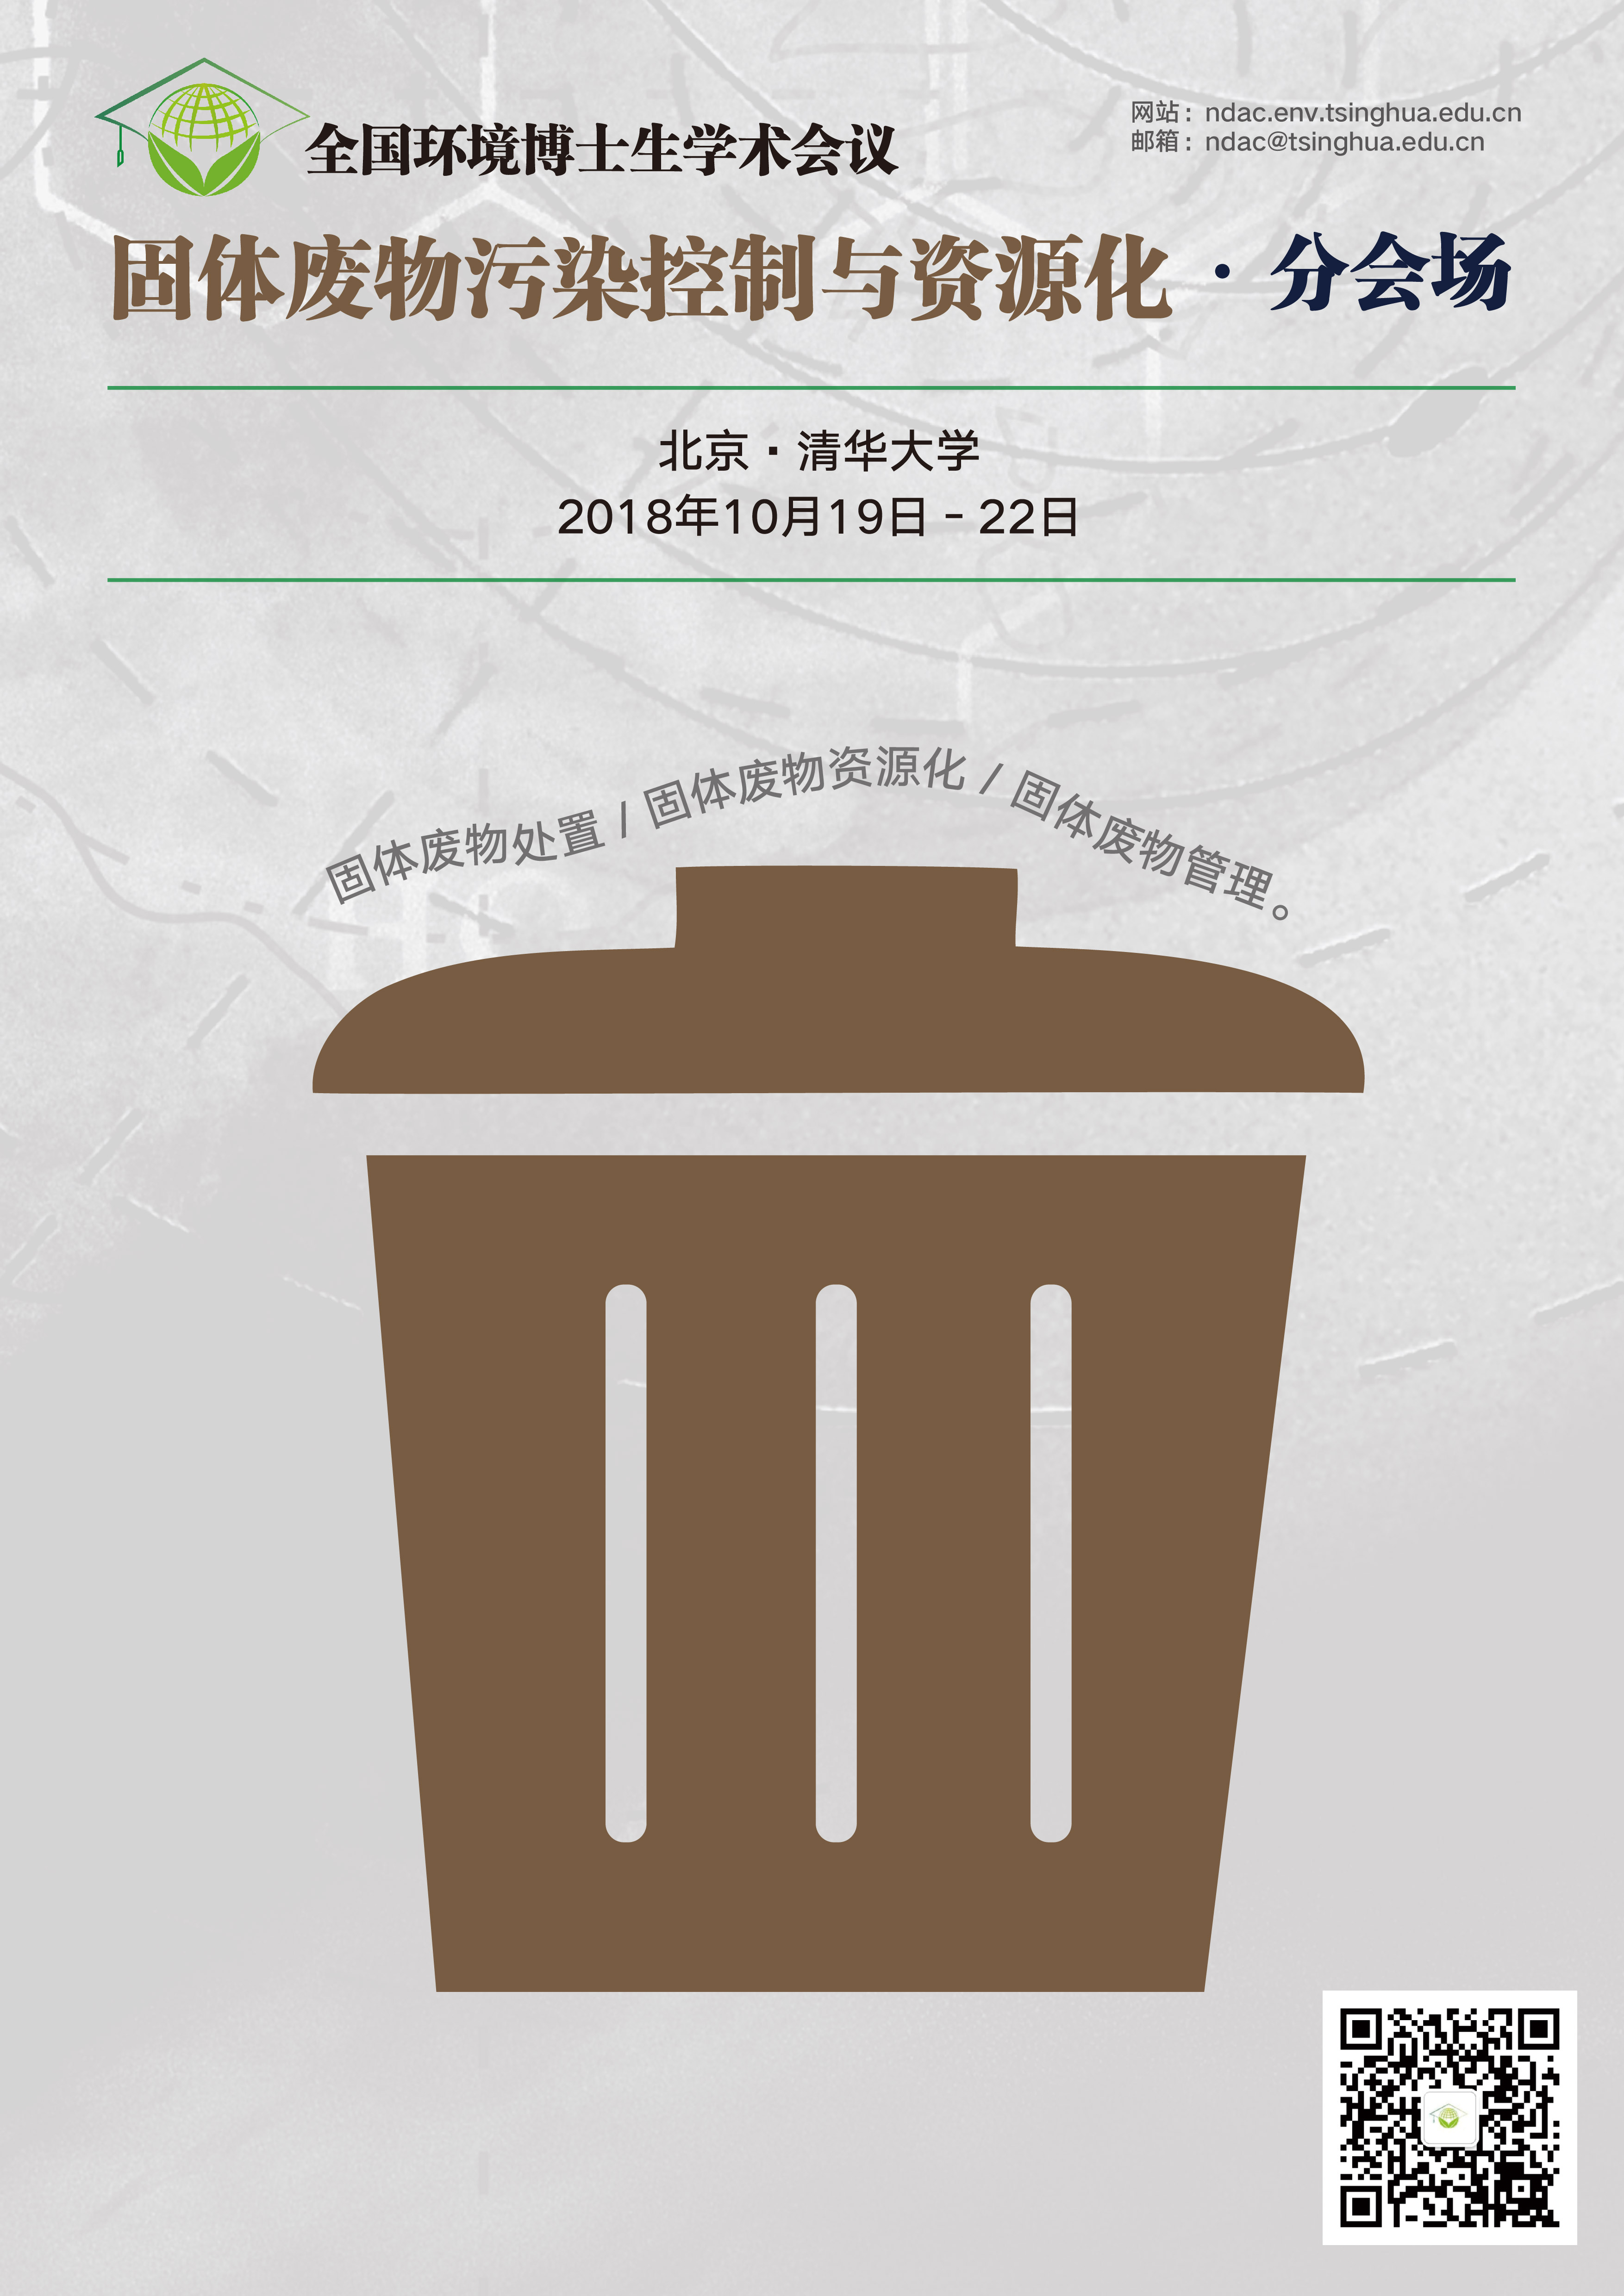 全国环境博士生学术会议
网站：ndac.env.tsinghua.edu.cn
邮箱：ndac@tsinghua.edu.cn
固体废物污染控制与资源化·分会场
北京·清华大学
2018年10月19日－22日
固体废物处置 / 固体废物资源化 / 固体废物管理。